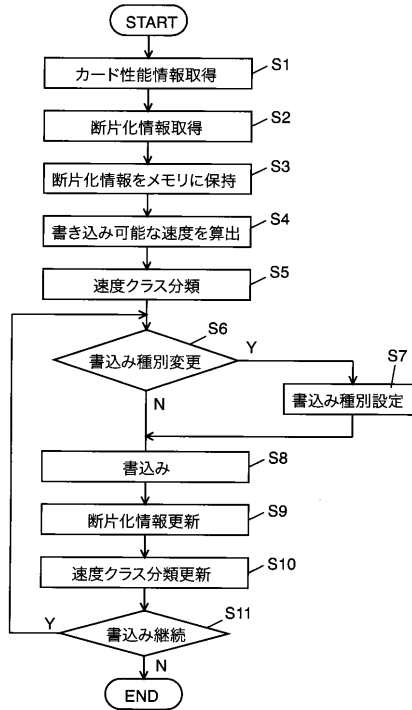 START
カード性能情報取得
S1
断片化情報取得
S2
断片化情報をメモリに保持
S3
書き込み可能な速度を算出
S4
速度クラス分類
S5
書込み種別変更
S6
Y
書込み種別設定
S7
N
書込み
S8
断片化情報更新
S9
速度クラス分類更新
S10
書込み継続
S11
Y
N
END